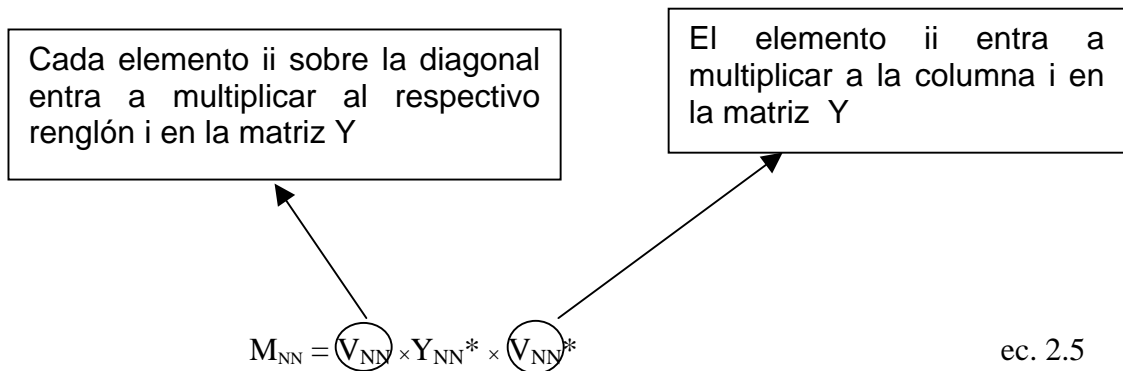 Cada elemento ii sobre la diagonal
entra a multiplicar al respectivo
renglón i en la matriz Y
El elemento ii entra a
multiplicar a la columna i en
la matriz Y
M_NN = V_NN × Y_NN* × V_NN* ec. 2.5